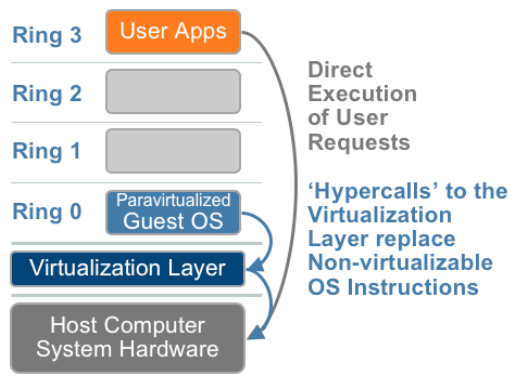 Ring 3
User Apps
Ring 2
Ring 1
Ring 0
Paravirtualized
Guest OS
Virtualization Layer
Host Computer
System Hardware
Direct
Execution
of User
Requests
‘Hypercalls’ to the
Virtualization
Layer replace
Non-virtualizable
OS Instructions